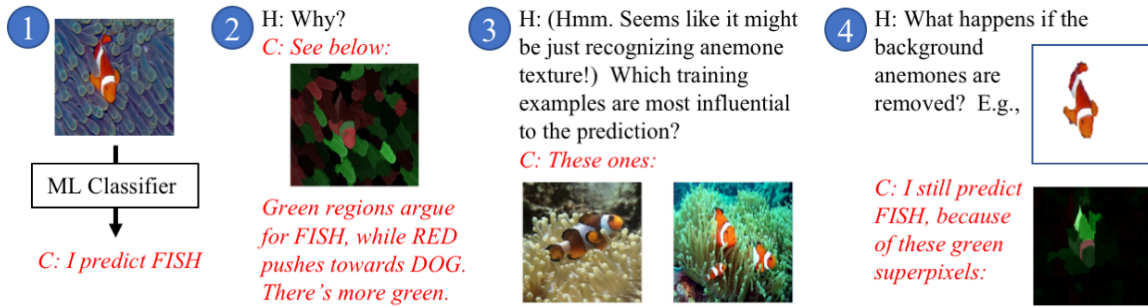 1
ML Classifier
C: I predict FISH
2
H: Why?
C: See below:
Green regions argue
for FISH, while RED
pushes towards DOG.
There's more green.
3
H: (Hmm. Seems like it might
be just recognizing anemone
texture!) Which training
examples are most influential
to the prediction?
C: These ones:
4
H: What happens if the
background
anemones are
removed? E.g.,
C: I still predict
FISH, because
of these green
superpixels: